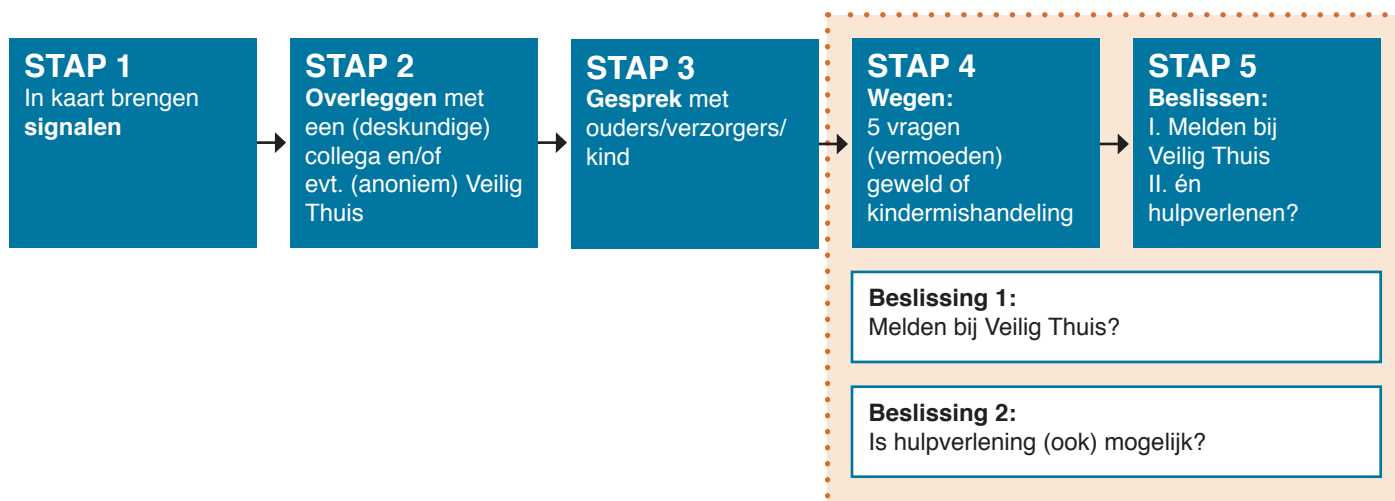 STAP 1
In kaart brengen
signalen
STAP 2
Overleggen met
een (deskundige)
collega en/of
evt. (anoniem) Veilig
Thuis
STAP 3
Gesprek met
ouders/verzorgers/
kind
STAP 4
Wegen:
5 vragen
(vermoeden)
geweld of
kindermishandeling
STAP 5
Beslissen:
I. Melden bij
Veilig Thuis
II. én
hulpverlenen?
Beslissing 1:
Melden bij Veilig Thuis?
Beslissing 2:
Is hulpverlening (ook) mogelijk?